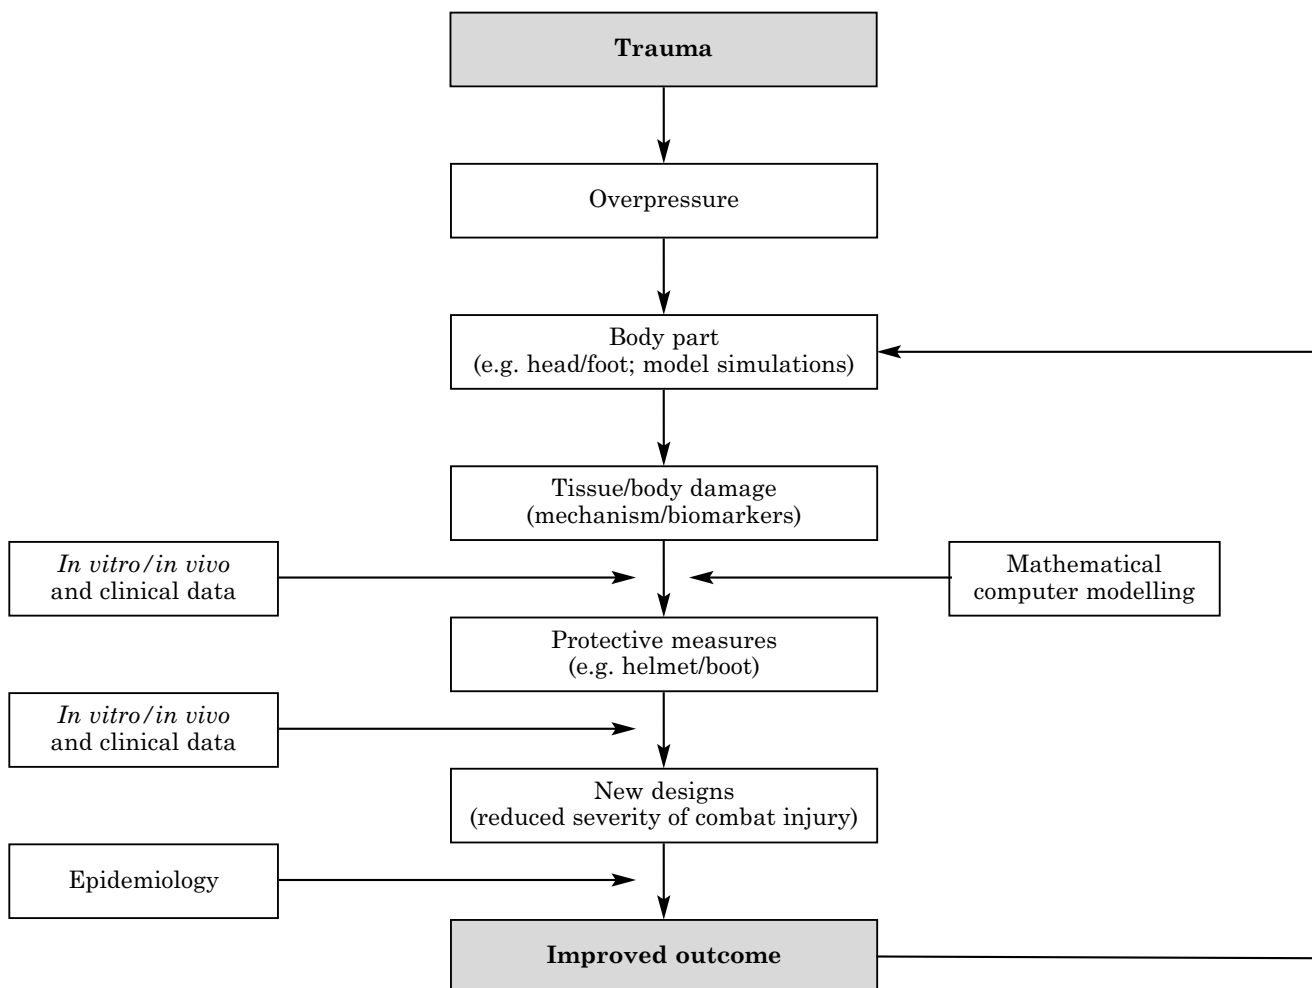 Trauma
Overpressure
Body part
(e.g. head/foot; model simulations)
Tissue/body damage
(mechanism/biomarkers)
In vitro/in vivo
and clinical data
Mathematical
computer modelling
Protective measures
(e.g. helmet/boot)
In vitro/in vivo
and clinical data
New designs
(reduced severity of combat injury)
Epidemiology
Improved outcome